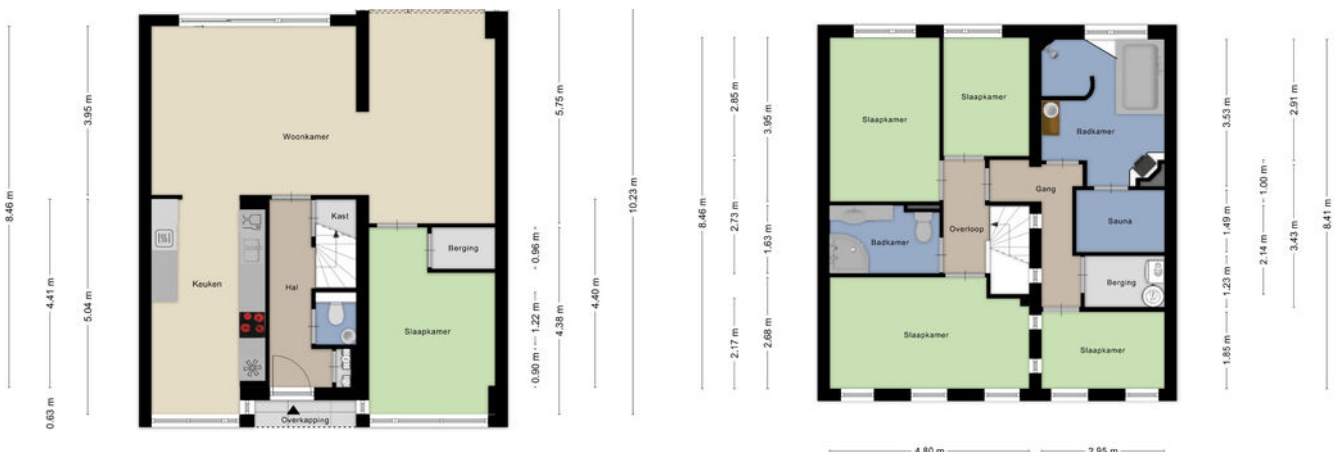 8.46 m
4.41 m
0.63 m
3.95 m
5.04 m
Woonkamer
Keuken
Hal
Kast
Berging
Slaapkamer
Overkapping
0.96 m
1.22 m
0.90 m
5.75 m
4.38 m
4.40 m
10.23 m
8.46 m
2.85 m
2.73 m
2.17 m
3.95 m
1.63 m
2.68 m
Slaapkamer
Slaapkamer
Badkamer
Gang
Sauna
Badkamer
Overloop
Berging
Slaapkamer
Slaapkamer
3.53 m
1.49 m
1.23 m
1.85 m
1.00 m
2.14 m
2.91 m
3.43 m
8.41 m
4.80 m
2.95 m